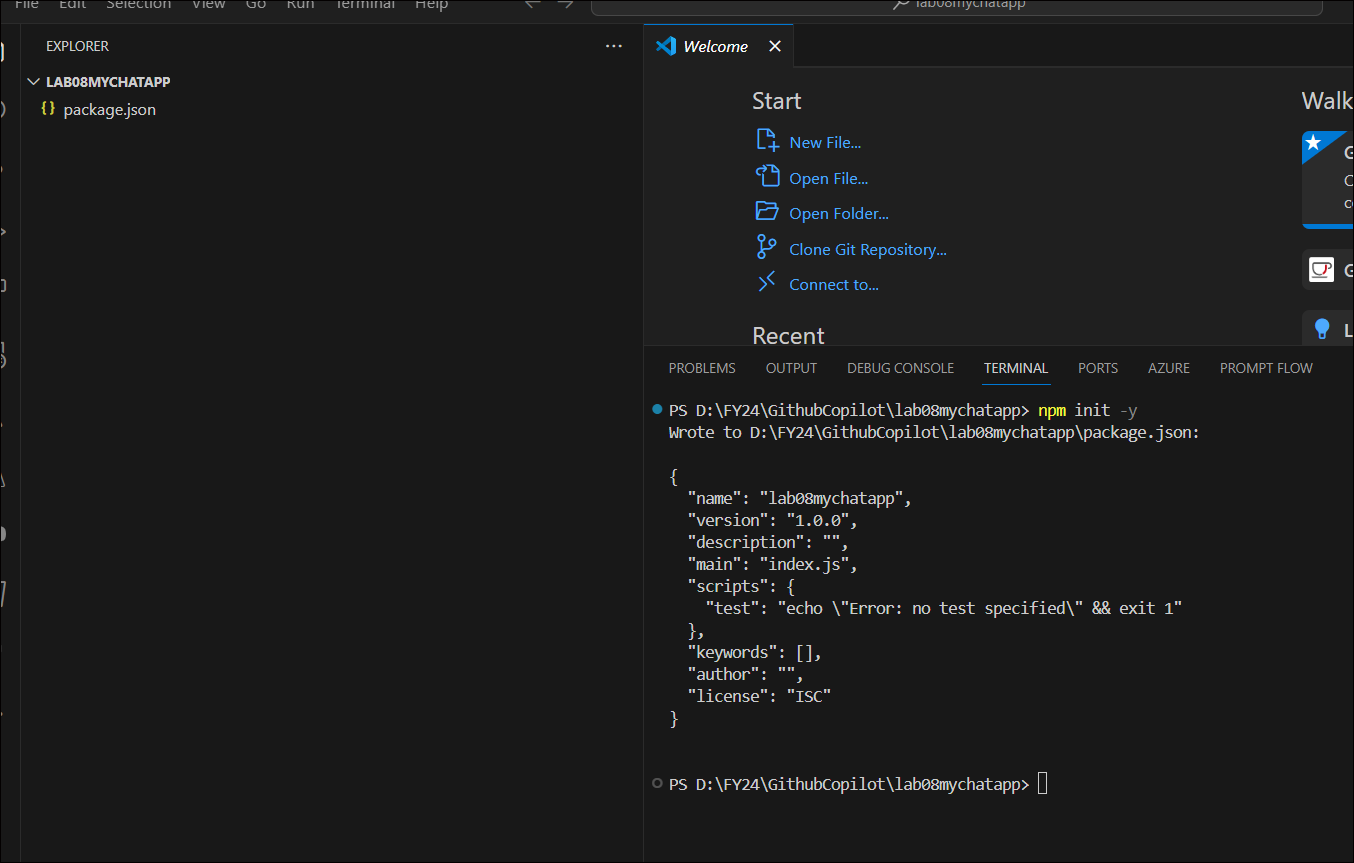 File Edit Selection View Go Run Terminal Help
lab08mychatapp
EXPLORER
LAB08MYCHATAPP
{} package.json
Welcome
Start
New File...
Open File...
Open Folder...
Clone Git Repository...
Connect to...
Recent
Walk
PROBLEMS OUTPUT DEBUG CONSOLE TERMINAL PORTS AZURE PROMPT FLOW
PS D:\FY24\GithubCopilot\lab08mychatapp> npm init -y
Wrote to D:\FY24\GithubCopilot\lab08mychatapp\package.json:
{
"name": "lab08mychatapp",
"version": "1.0.0",
"description": "",
"main": "index.js",
"scripts": {
"test": "echo \"Error: no test specified\" && exit 1"
},
"keywords": [],
"author": "",
"license": "ISC"
}
PS D:\FY24\GithubCopilot\lab08mychatapp>